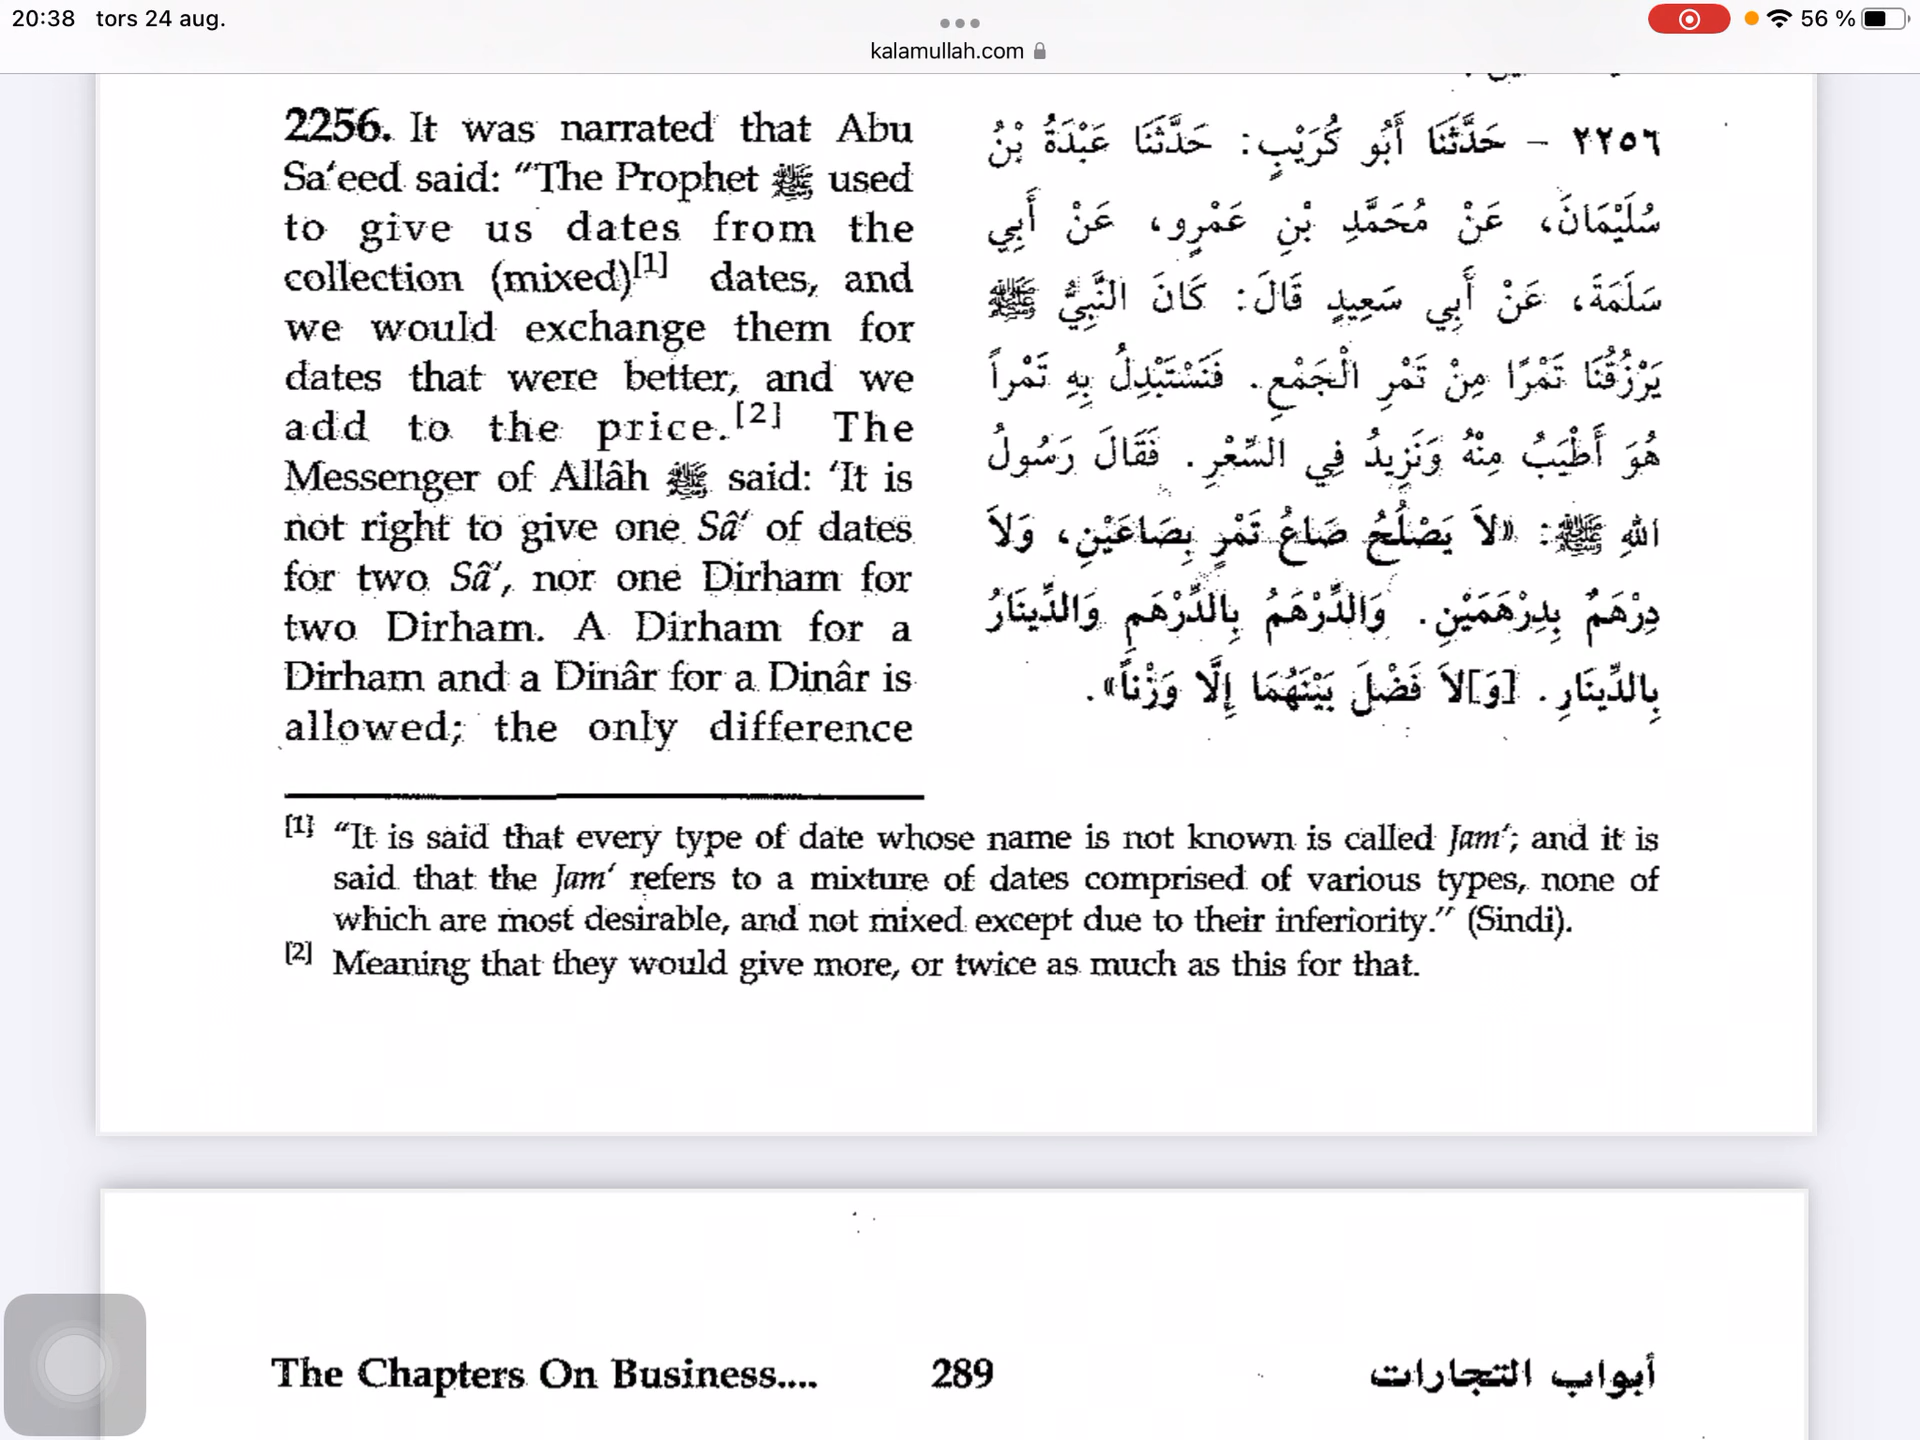 20:38 tors 24 aug.
56 %
kalamullah.com
2256. It was narrated that Abu
Sa‘eed said: “The Prophet ﷺ used
to give us dates from the
collection (mixed)[1] dates, and
we would exchange them for
dates that were better, and we
add to the price.[2] The
Messenger of Allâh ﷺ said: ‘It is
not right to give one Sâ‘ of dates
for two Sâ‘, nor one Dirham for
two Dirham. A Dirham for a
Dirham and a Dinâr for a Dinâr is
allowed; the only difference
٢٢٥٦ - حَدَّثَنَا أَبُو كُرَيْبٍ: حَدَّثَنَا عَبْدَةُ بْنُ
سُلَيْمَانَ، عَنْ مُحَمَّدِ بْنِ عَمْرٍو، عَنْ أَبِي
سَلَمَةَ، عَنْ أَبِي سَعِيدٍ قَالَ: كَانَ النَّبِيُّ ﷺ
يَرْزُقُنَا تَمْرًا مِنْ تَمْرِ الْجَمْعِ. فَنَسْتَبْدِلُ بِهِ تَمْراً
هُوَ أَطْيَبُ مِنْهُ وَنَزِيدُ فِي السِّعْرِ. فَقَالَ رَسُولُ
اللهِ ﷺ: «لاَ يَصْلُحُ صَاعُ تَمْرٍ بِصَاعَيْنِ، وَلاَ
دِرْهَمٌ بِدِرْهَمَيْنِ. وَالدِّرْهَمُ بِالدِّرْهَمِ وَالدِّينَارُ
بِالدِّينَارِ. [وَ]لاَ فَضْلَ بَيْنَهُمَا إِلَّا وَزْناً».
[1] “It is said that every type of date whose name is not known is called Jam‘; and it is
said that the Jam‘ refers to a mixture of dates comprised of various types, none of
which are most desirable, and not mixed except due to their inferiority.” (Sindi).
[2] Meaning that they would give more, or twice as much as this for that.
The Chapters On Business.... 289 أبواب التجارات